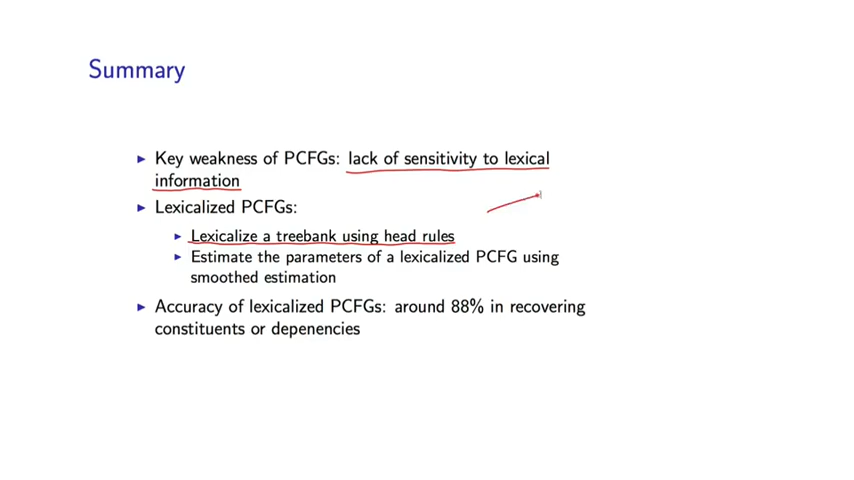 Summary
▶ Key weakness of PCFGs: lack of sensitivity to lexical
information
▶ Lexicalized PCFGs:
▶ Lexicalize a treebank using head rules
▶ Estimate the parameters of a lexicalized PCFG using
smoothed estimation
▶ Accuracy of lexicalized PCFGs: around 88% in recovering
constituents or depenencies